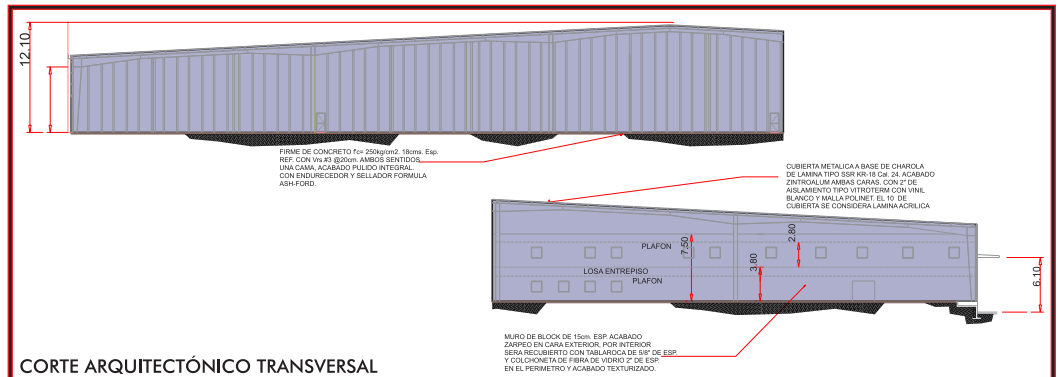 12.10
FIRME DE CONCRETO f'c= 250kg/cm2. 18cms. Esp.
REF. CON Vrs.#3 @20cm. AMBOS SENTIDOS
UNA CAMA, ACABADO PULIDO INTEGRAL.
CON ENDURECEDOR Y SELLADOR FORMULA
ASH-FORD.
CUBIERTA METALICA A BASE DE CHAROLA
DE LAMINA TIPO SSR KR-18 Cal. 24. ACABADO
ZINTROALUM AMBAS CARAS. CON 2" DE
AISLAMIENTO TIPO VITROTERM CON VINIL
BLANCO Y MALLA POLINET. EL 10 DE
CUBIERTA SE CONSIDERA LAMINA ACRILICA
PLAFON
7.50
2.80
LOSA ENTREPISO
PLAFON
3.80
6.10
MURO DE BLOCK DE 15cm. ESP. ACABADO
ZARPEO EN CARA EXTERIOR, POR INTERIOR
SERA RECUBIERTO CON TABLAROCA DE 5/8" DE ESP.
Y COLCHONETA DE FIBRA DE VIDRIO 2" DE ESP.
EN EL PERIMETRO Y ACABADO TEXTURIZADO.
CORTE ARQUITECTÓNICO TRANSVERSAL